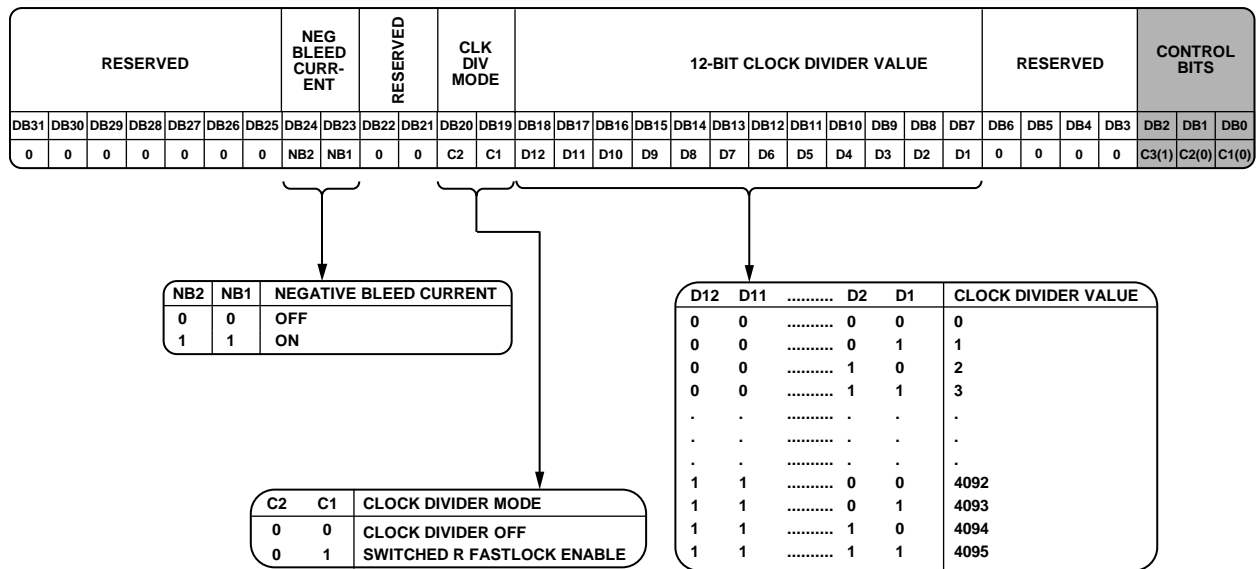 RESERVED
NEG
BLEED
CURR-
ENT
RESERVED
CLK
DIV
MODE
12-BIT CLOCK DIVIDER VALUE
RESERVED
CONTROL
BITS
DB31 DB30 DB29 DB28 DB27 DB26 DB25 DB24 DB23 DB22 DB21 DB20 DB19 DB18 DB17 DB16 DB15 DB14 DB13 DB12 DB11 DB10 DB9 DB8 DB7 DB6 DB5 DB4 DB3 DB2 DB1 DB0
0 0 0 0 0 0 0 NB2 NB1 0 0 C2 C1 D12 D11 D10 D9 D8 D7 D6 D5 D4 D3 D2 D1 0 0 0 0 C3(1) C2(0) C1(0)
NB2 NB1 NEGATIVE BLEED CURRENT
0 0 OFF
1 1 ON
C2 C1 CLOCK DIVIDER MODE
0 0 CLOCK DIVIDER OFF
0 1 SWITCHED R FASTLOCK ENABLE
D12 D11 .......... D2 D1 CLOCK DIVIDER VALUE
0 0 .......... 0 0 0
0 0 .......... 0 1 1
0 0 .......... 1 0 2
0 0 .......... 1 1 3
. . .......... . . .
. . .......... . . .
. . .......... . . .
1 1 .......... 0 0 4092
1 1 .......... 0 1 4093
1 1 .......... 1 0 4094
1 1 .......... 1 1 4095